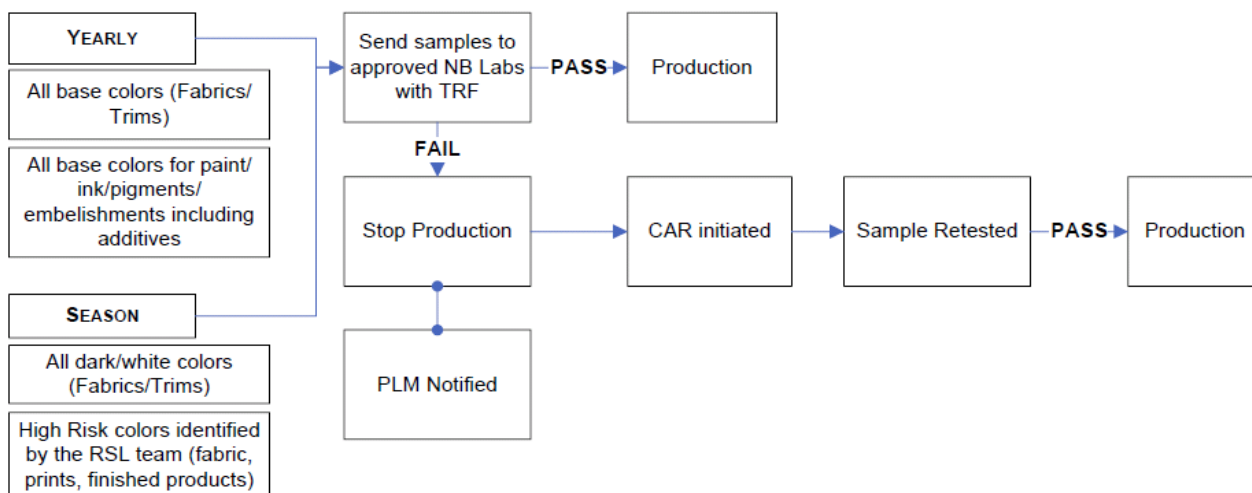 YEARLY
All base colors (Fabrics/
Trims)
All base colors for paint/
ink/pigments/
embelishments including
additives
SEASON
All dark/white colors
(Fabrics/Trims)
High Risk colors identified
by the RSL team (fabric,
prints, finished products)
Send samples to
approved NB Labs
with TRF
PASS
Production
FAIL
Stop Production
CAR initiated
Sample Retested
PASS
Production
PLM Notified